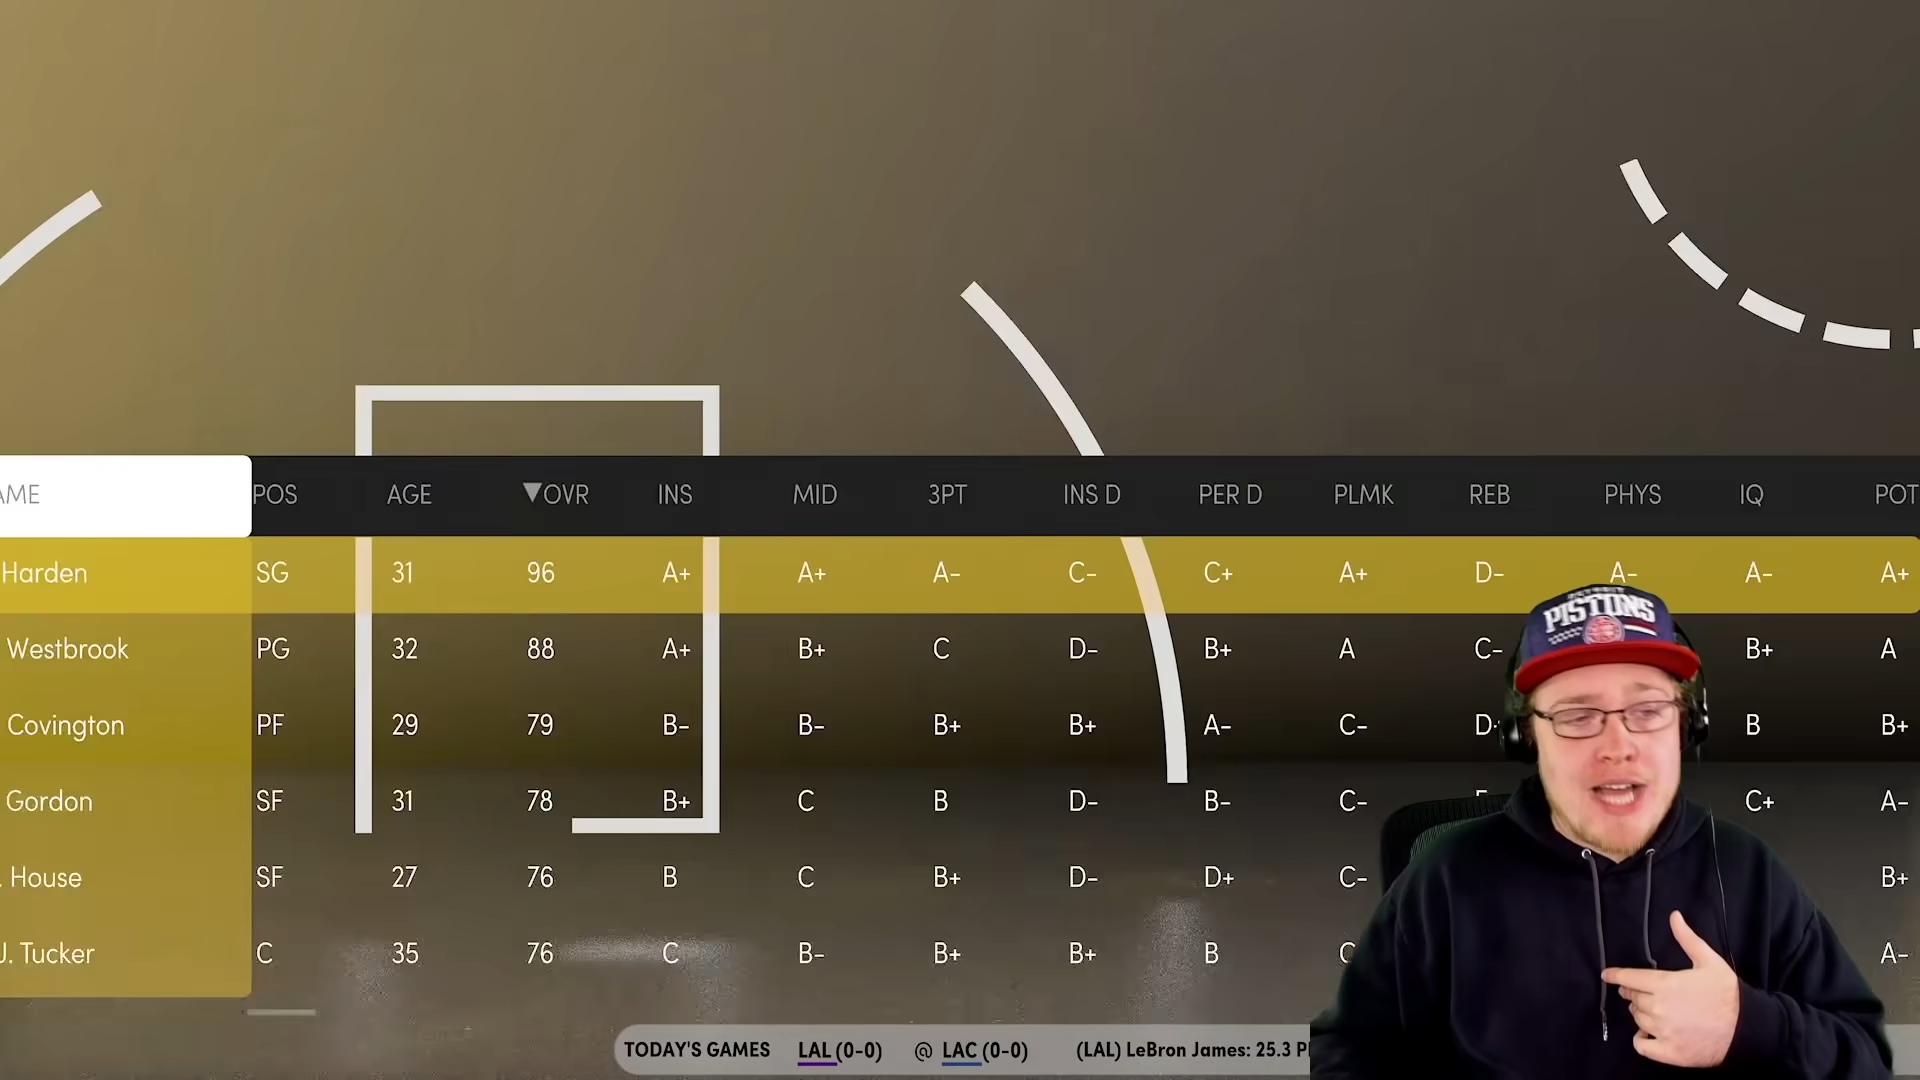 AME POS AGE ▼OVR INS MID 3PT INS D PER D PLMK REB PHYS IQ POT
Harden SG 31 96 A+ A+ A- C- C+ A+ D- A- A- A+
Westbrook PG 32 88 A+ B+ C D- B+ A C- B+ A
Covington PF 29 79 B- B- B+ B+ A- C- D- B B+
Gordon SF 31 78 B+ C B D- B- C- C+ A-
. House SF 27 76 B C B+ D- D+ C- B+
J. Tucker C 35 76 C B- B+ B+ B C A-
PISTONS
TODAY'S GAMES LAL (0-0) @ LAC (0-0) (LAL) LeBron James: 25.3 P